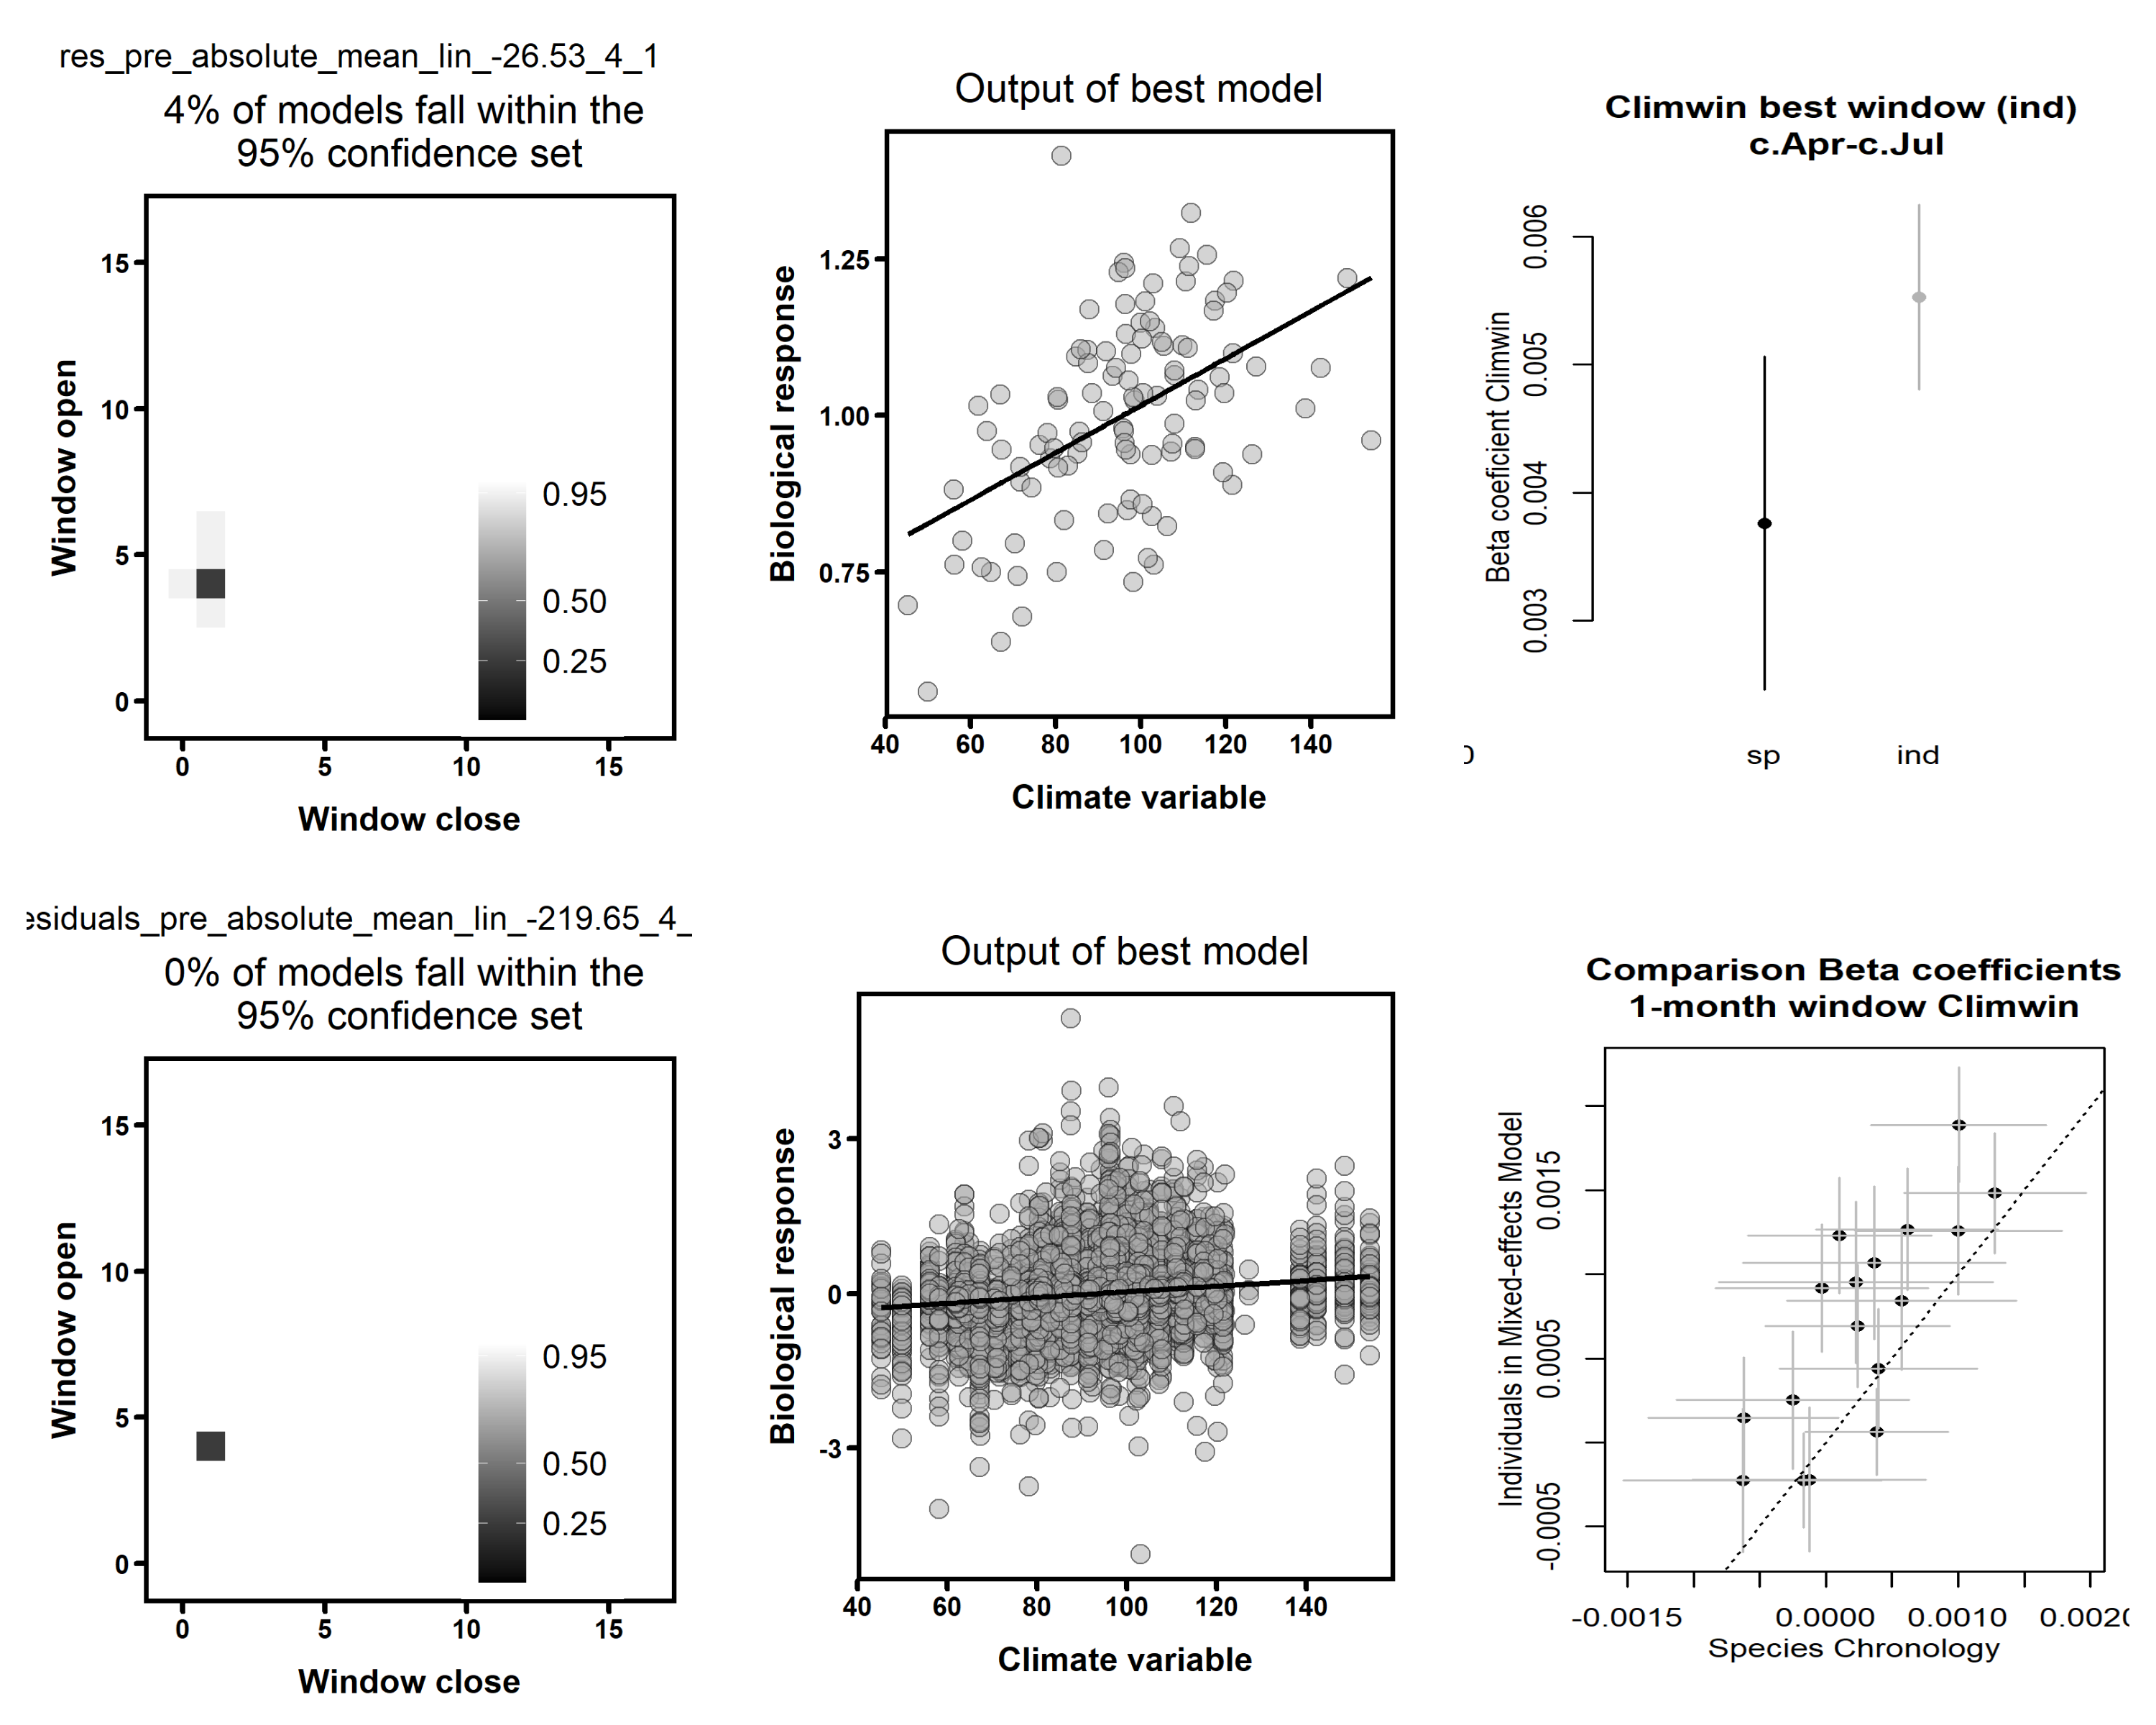 res_pre_absolute_mean_lin_-26.53_4_1
4% of models fall within the
95% confidence set
Window open
15
10
5
0
0.95
0.50
0.25
0
5
10
15
Window close
Output of best model
Biological response
1.25
1.00
0.75
40
60
80
100
120
140
Climate variable
Climwin best window (ind)
c.Apr-c.Jul
Beta coeficient Climwin
0.006
0.005
0.004
0.003
0
sp
ind
esiduals_pre_absolute_mean_lin_-219.65_4_
0% of models fall within the
95% confidence set
Window open
15
10
5
0
0.95
0.50
0.25
0
5
10
15
Window close
Output of best model
Biological response
3
0
-3
40
60
80
100
120
140
Climate variable
Comparison Beta coefficients
1-month window Climwin
Individuals in Mixed-effects Model
0.0015
0.0005
-0.0005
-0.0015
0.0000
0.0010
0.0020
Species Chronology